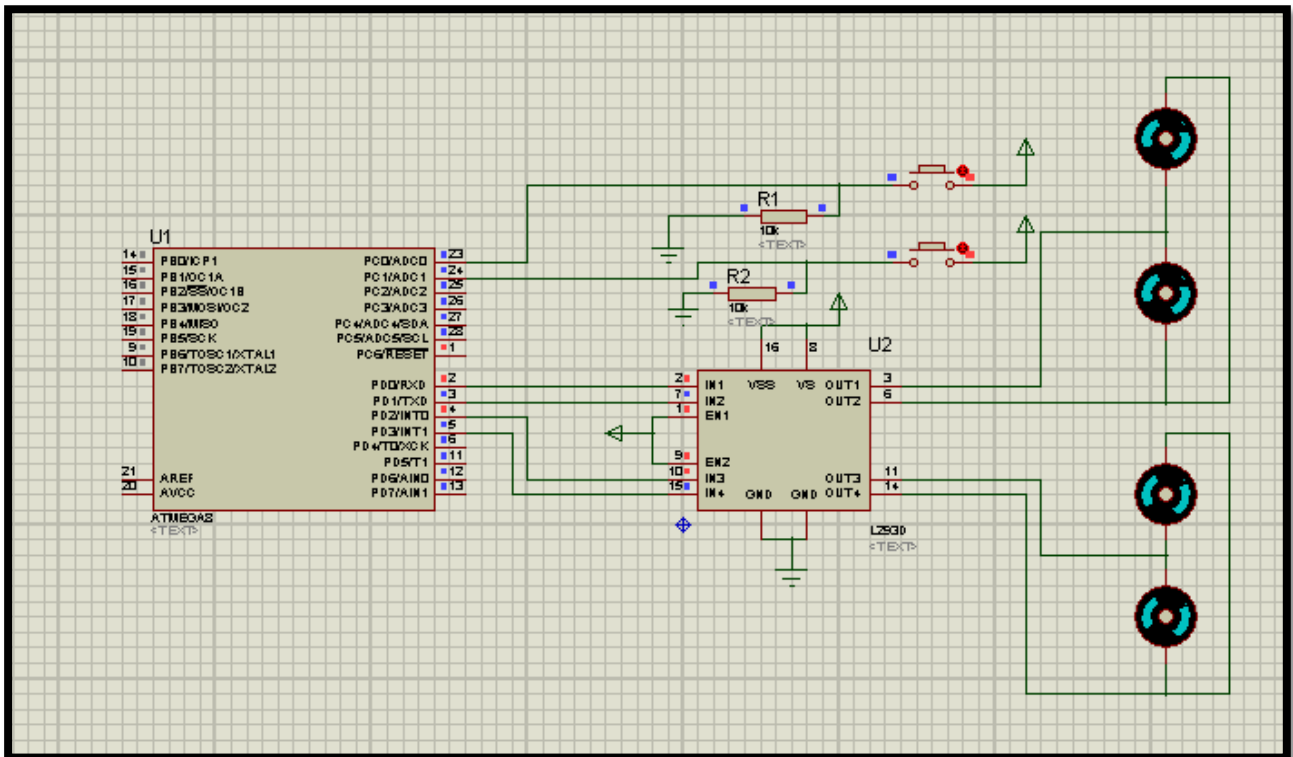 R1
10k
<TEXT>
R2
10k
<TEXT>
U1
14 PB0/ICP1
15 PB1/OC1A
16 PB2/SS/OC1B
17 PB3/MOSI/OC2
18 PB4/MISO
19 PB5/SCK
9 PB6/TOSC1/XTAL1
10 PB7/TOSC2/XTAL2
21 AREF
20 AVCC
PC0/ADC0 23
PC1/ADC1 24
PC2/ADC2 25
PC3/ADC3 26
PC4/ADC4/SDA 27
PC5/ADC5/SCL 28
PC6/RESET 1
PD0/RXD 2
PD1/TXD 3
PD2/INT0 4
PD3/INT1 5
PD4/T0/XCK 6
PD5/T1 11
PD6/AIN0 12
PD7/AIN1 13
ATMEGA8
<TEXT>
U2
16 8
2 IN1 VSS VS OUT1 3
7 IN2 OUT2 6
1 EN1
9 EN2
10 IN3 OUT3 11
15 IN4 GND GND OUT4 14
L293D
<TEXT>